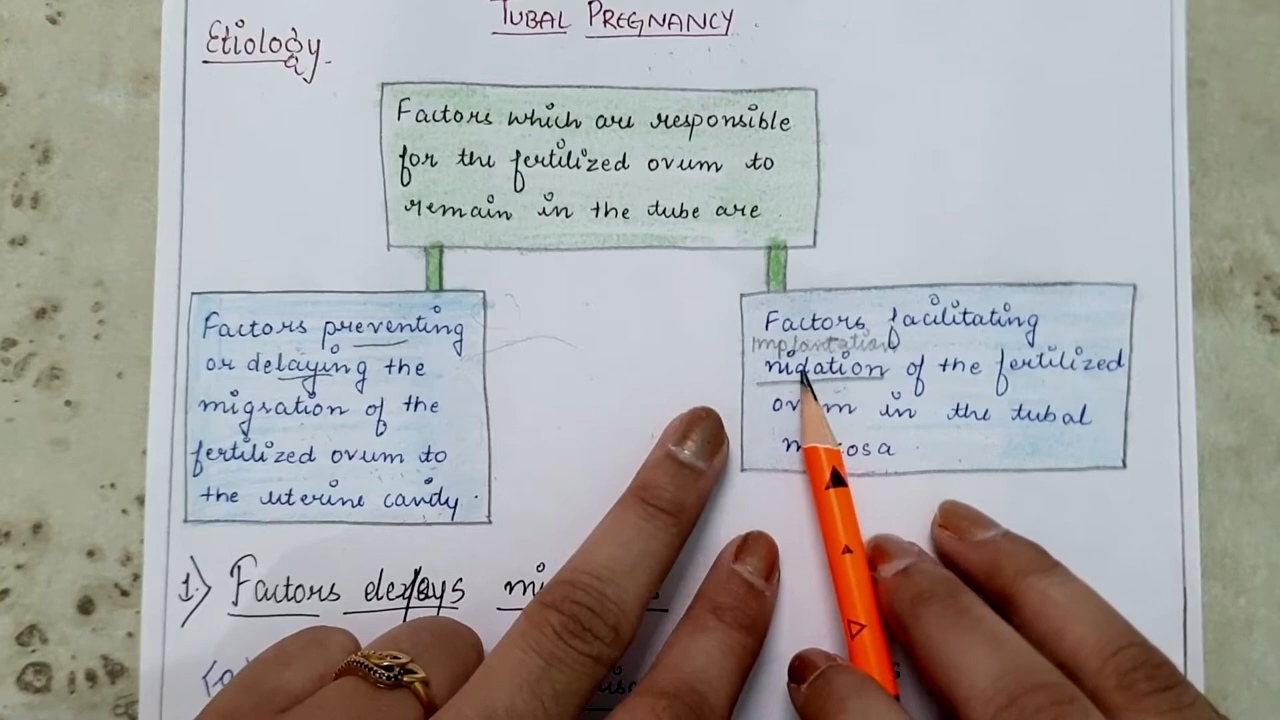 TUBAL PREGNANCY
Etiology.
Factors which are responsible
for the fertilized ovum to
remain in the tube are
Factors preventing
or delaying the
migration of the
fertilized ovum to
the uterine candy.
Factors facilitating
Implantation
nidation of the fertilized
in the tubal
1.) Factors delays